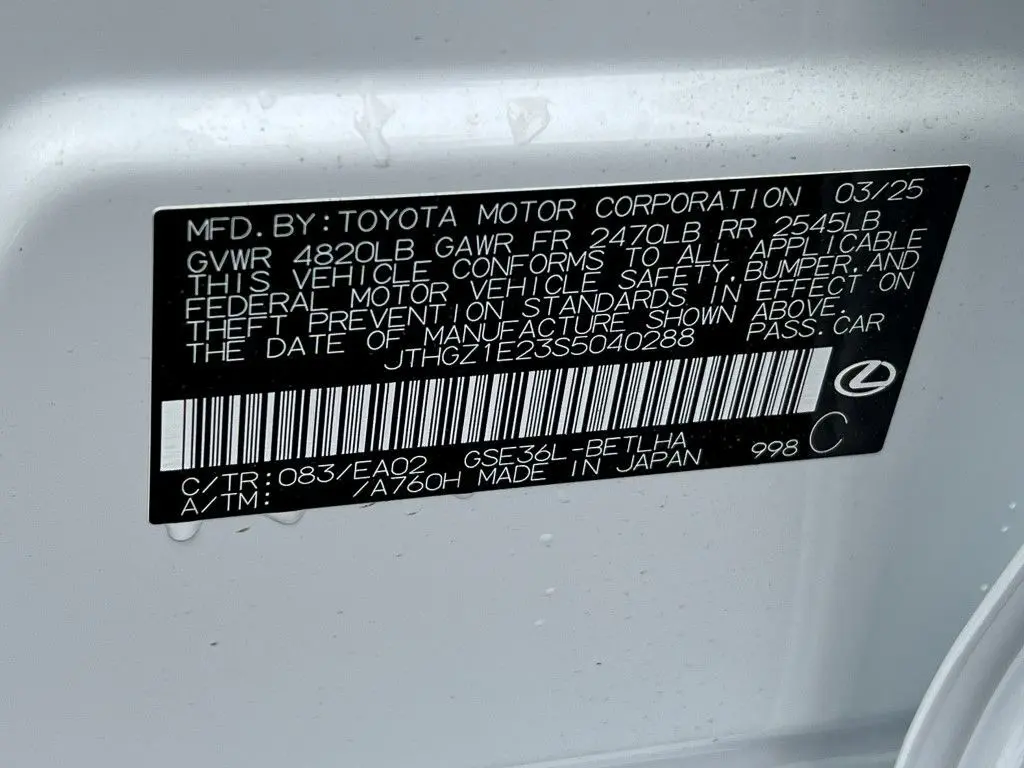 MFD. BY: TOYOTA MOTOR CORPORATION 03/25
GVWR 4820LB GAWR FR 2470LB RR 2545LB
THIS VEHICLE CONFORMS TO ALL APPLICABLE
FEDERAL MOTOR VEHICLE SAFETY, BUMPER, AND
THEFT PREVENTION STANDARDS IN EFFECT ON
THE DATE OF MANUFACTURE SHOWN ABOVE.
JTHGZ1E23S5040288 PASS. CAR
C/TR: 083/EA02 GSE36L-BETLHA 998 C
A/TM: /A760H MADE IN JAPAN